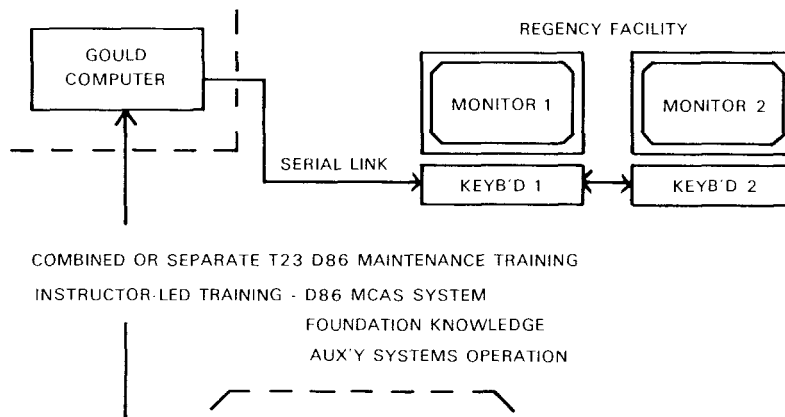 GOULD
COMPUTER
REGENCY FACILITY
MONITOR 1
MONITOR 2
SERIAL LINK
KEYB'D 1
KEYB'D 2
COMBINED OR SEPARATE T23 D86 MAINTENANCE TRAINING
INSTRUCTOR-LED TRAINING - D86 MCAS SYSTEM
FOUNDATION KNOWLEDGE
AUX'Y SYSTEMS OPERATION